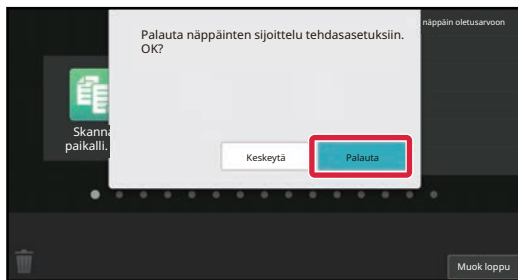 näppäin oletusarvoon
Palauta näppäinten sijoittelu tehdasasetuksiin.
OK?
Skanna
paikalli.
Keskeytä
Palauta
Muok loppu